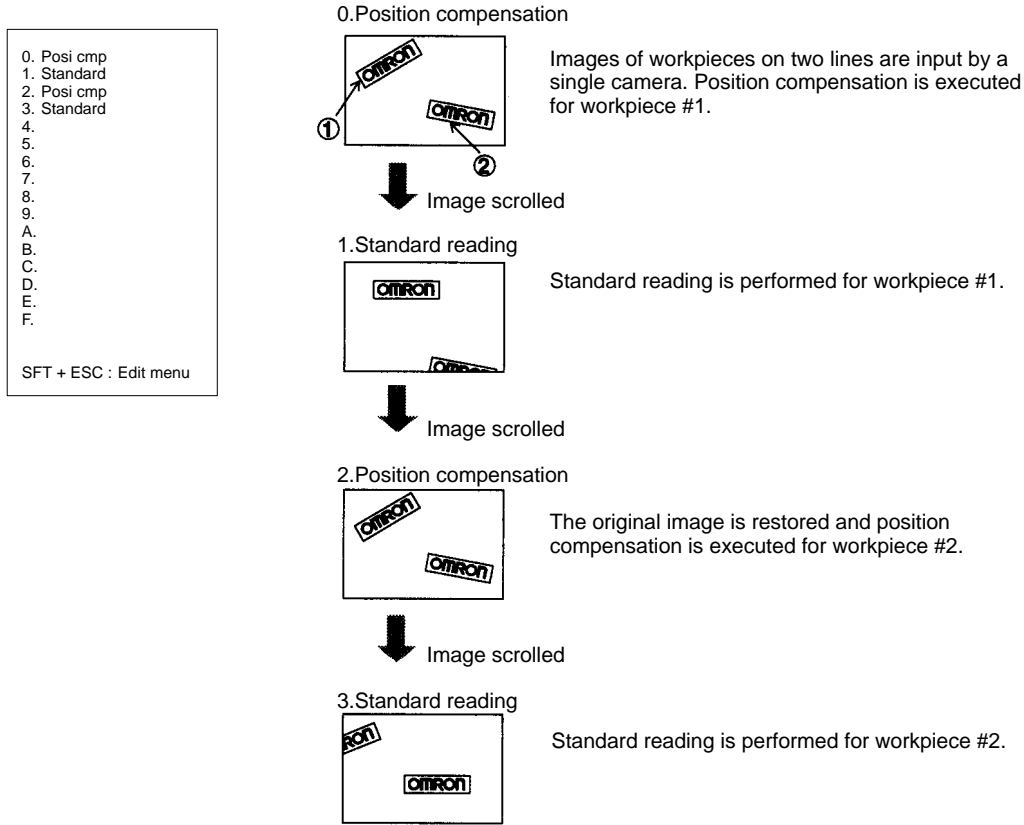 0. Posi cmp
1. Standard
2. Posi cmp
3. Standard
4.
5.
6.
7.
8.
9.
A.
B.
C.
D.
E.
F.
SFT + ESC : Edit menu
0.Position compensation
OMRON
OMRON
①
②
Images of workpieces on two lines are input by a
single camera. Position compensation is executed
for workpiece #1.
Image scrolled
1.Standard reading
OMRON
OMRON
Standard reading is performed for workpiece #1.
Image scrolled
2.Position compensation
OMRON
OMRON
The original image is restored and position
compensation is executed for workpiece #2.
Image scrolled
3.Standard reading
RON
OMRON
Standard reading is performed for workpiece #2.